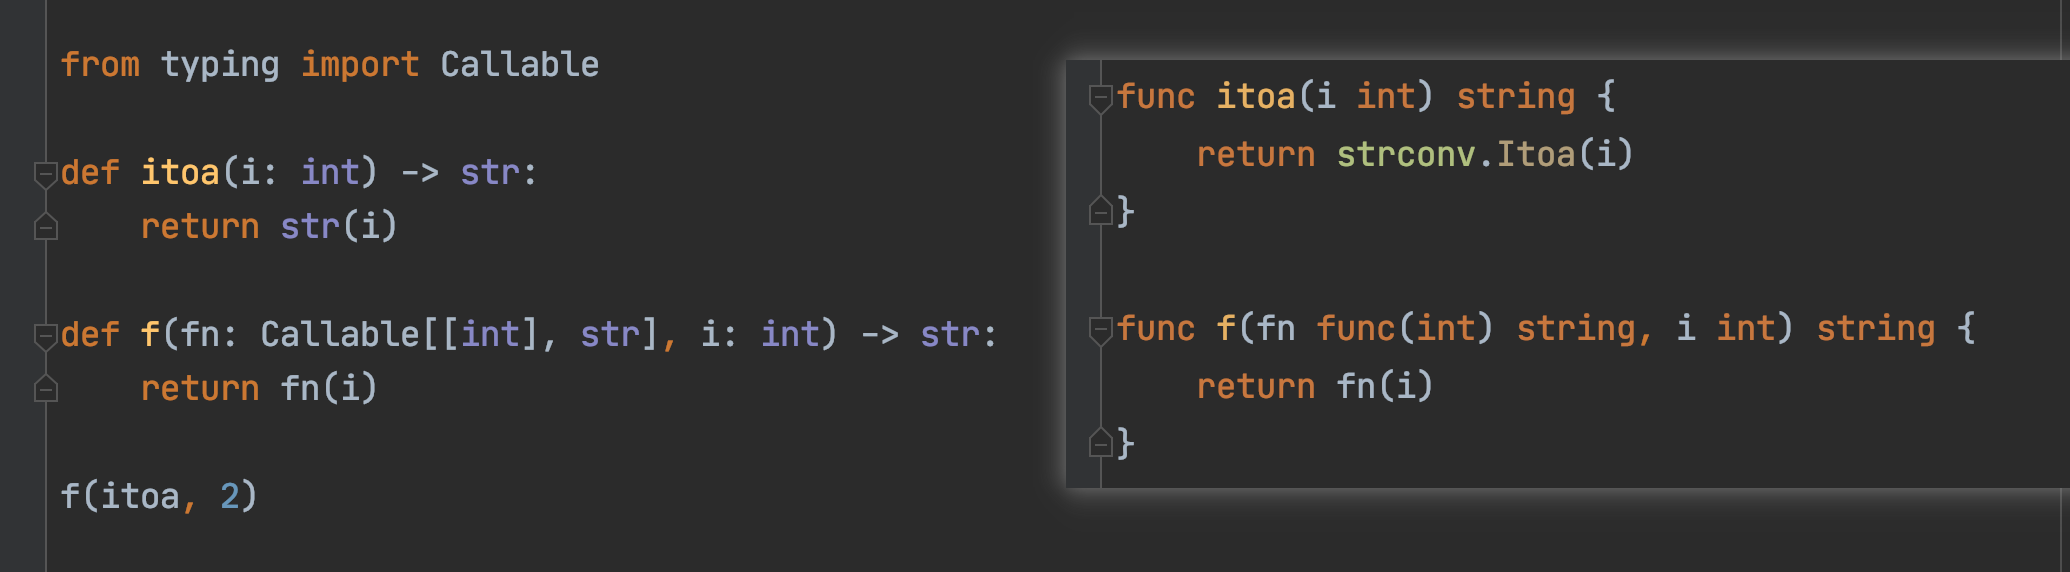 from typing import Callable
def itoa(i: int) -> str:
    return str(i)
def f(fn: Callable[[int], str], i: int) -> str:
    return fn(i)
f(itoa, 2)
func itoa(i int) string {
    return strconv.Itoa(i)
}
func f(fn func(int) string, i int) string {
    return fn(i)
}